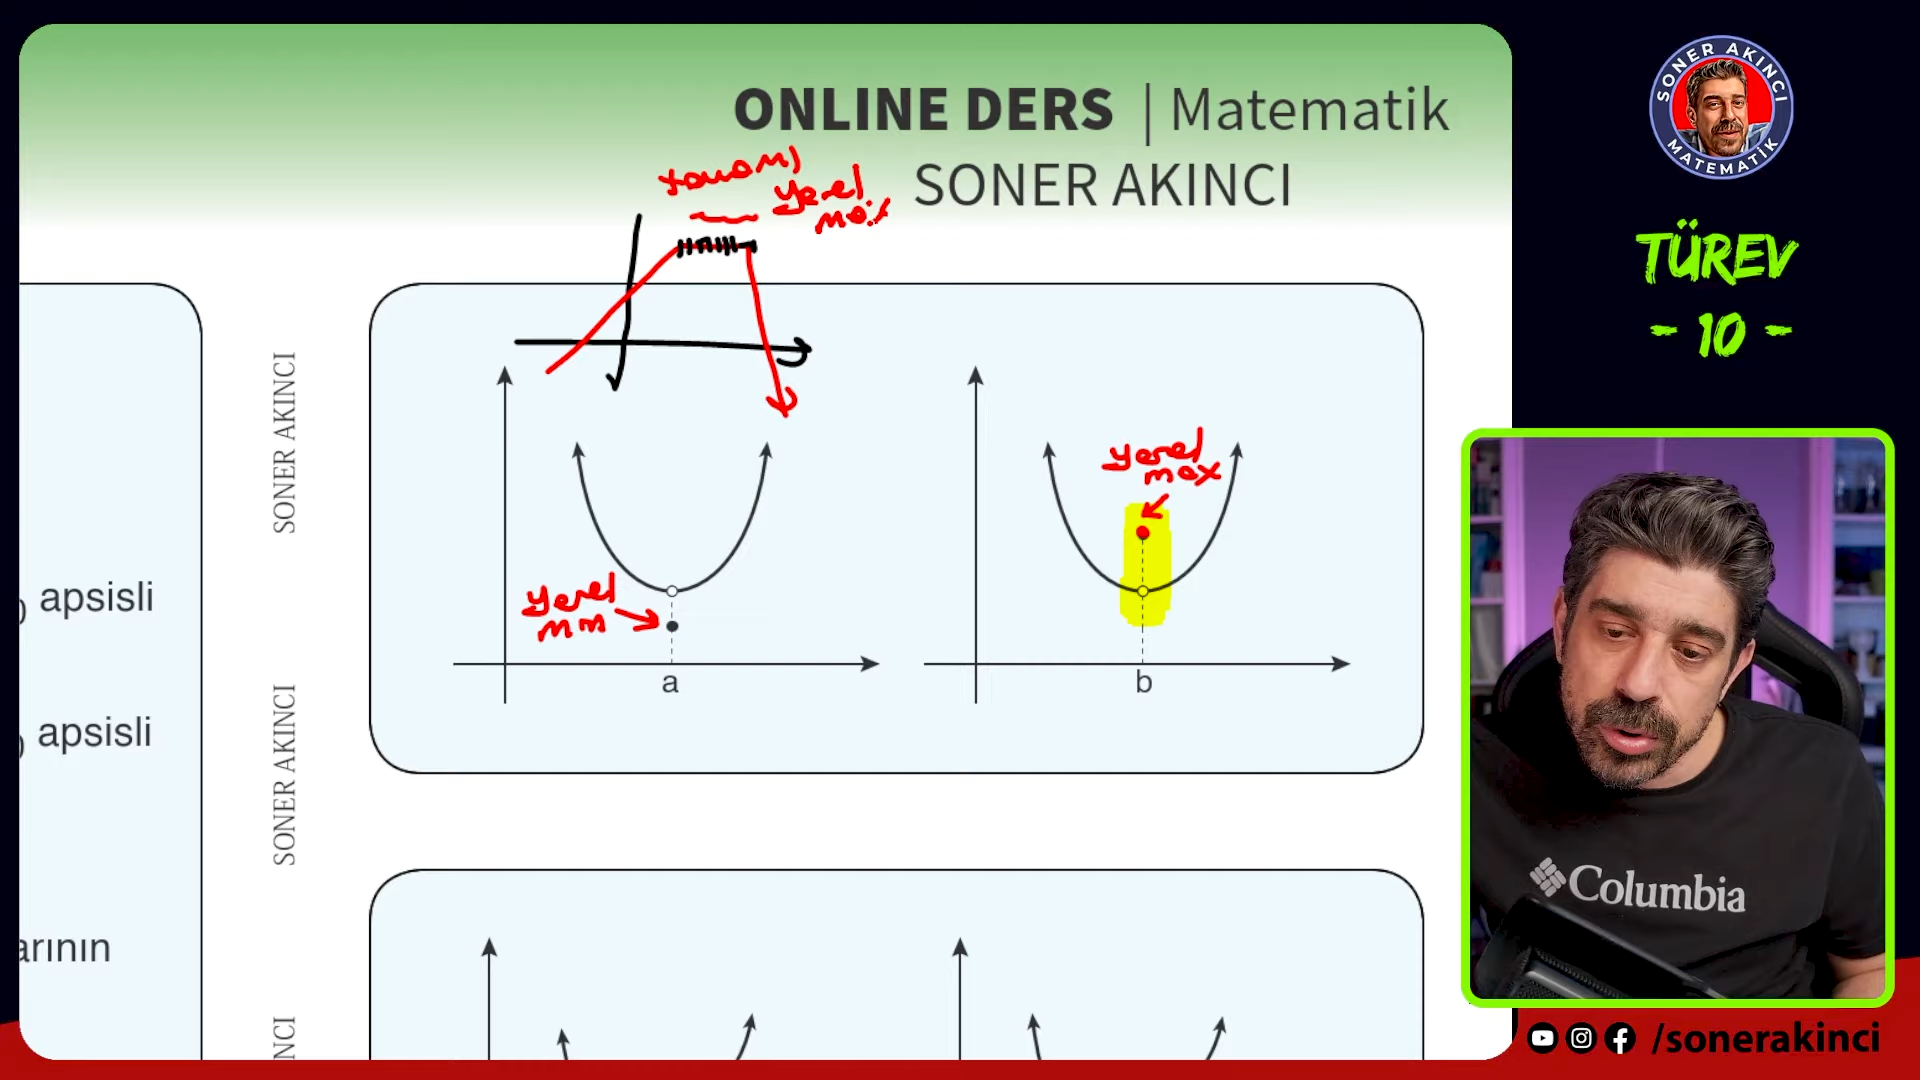 ONLINE DERS | Matematik
SONER AKINCI
yerel
max
SONER AKINCI
MATEMATİK
TÜREV
- 10 -
apsisli
apsisli
arının
SONER AKINCI
SONER AKINCI
NCI
yerel
min
a
yerel
max
b
Columbia
/sonerakinci